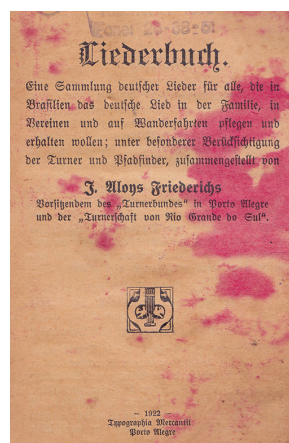 Liederbuch.
Eine Sammlung deutscher Lieder für alle, die in
Brasilien das deutsche Lied in der Familie, in
Vereinen und auf Wanderfahrten pflegen und
erhalten wollen; unter besonderer Berücksichtigung
der Turner und Pfadfinder, zusammengestellt von
J. Aloys Friederichs
Vorsitzendem des „Turnerbundes“ in Porto Alegre
und der „Turnerschaft von Rio Grande do Sul“.
– 1922 –
Typographia Mercantil
Porto Alegre